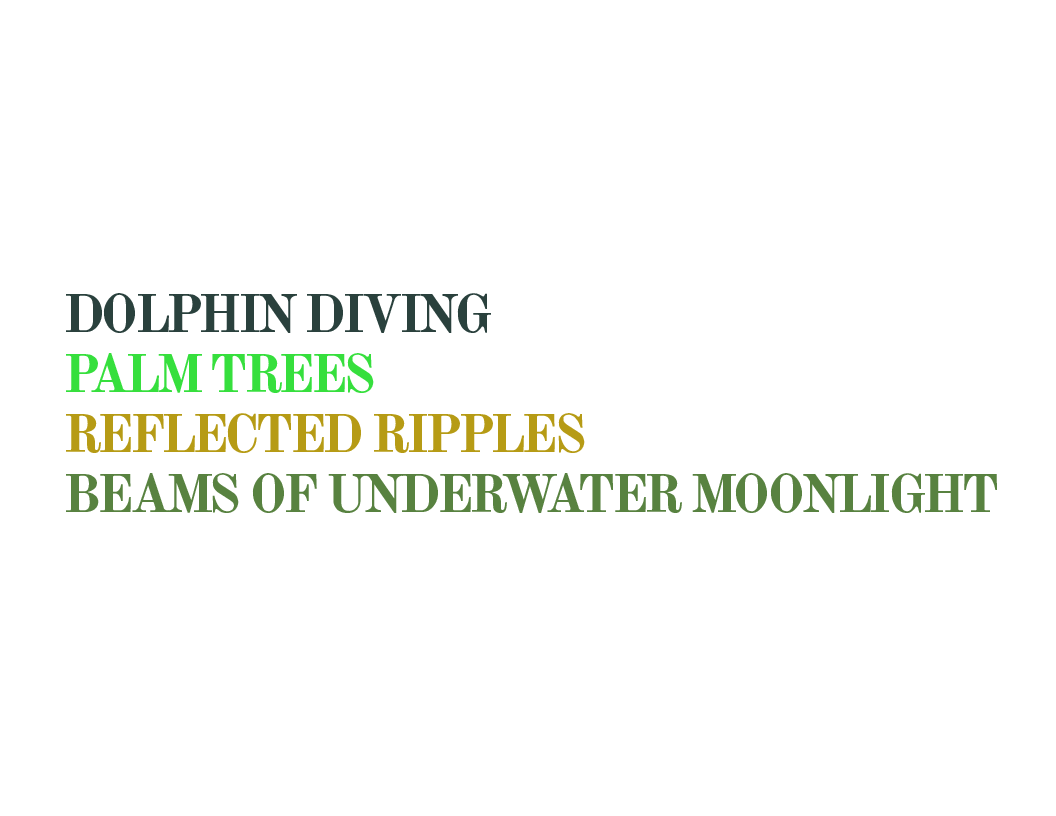 DOLPHIN DIVING
PALM TREES
REFLECTED RIPPLES
BEAMS OF UNDERWATER MOONLIGHT